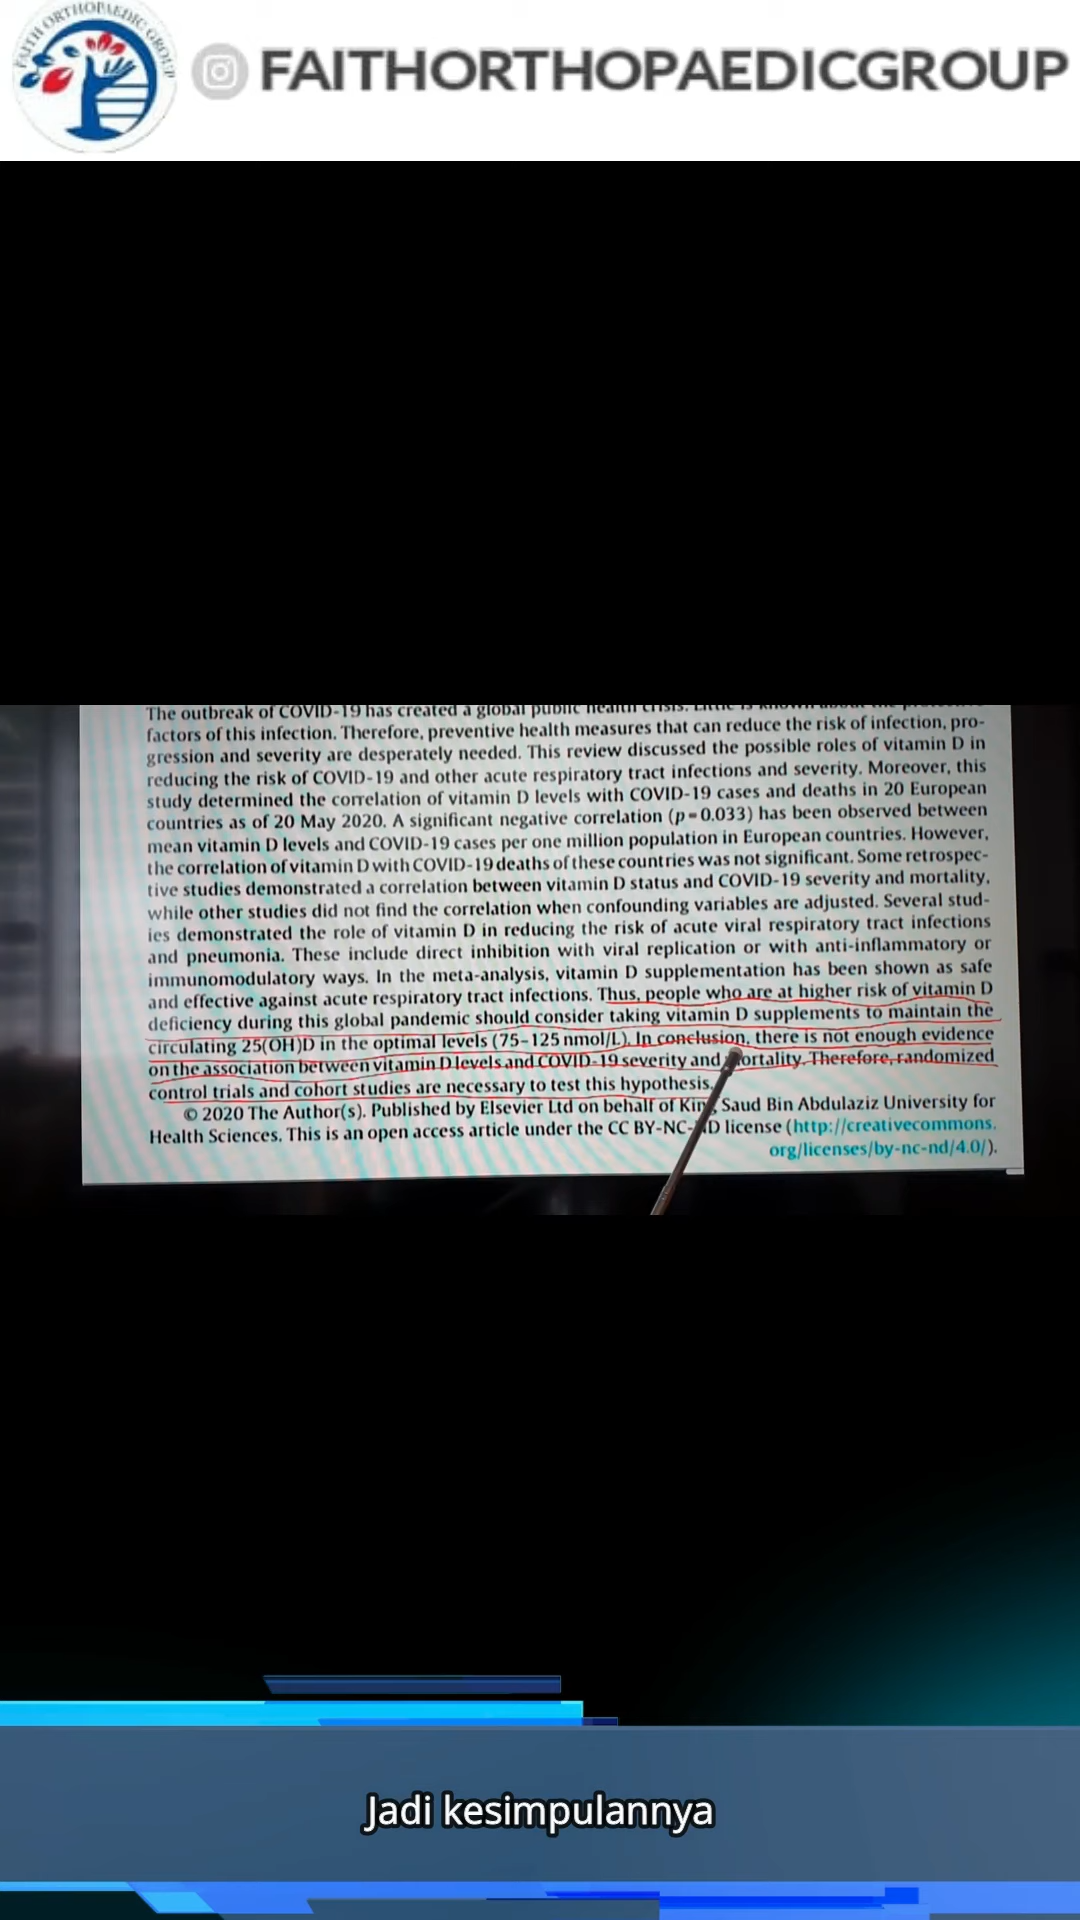 FAITH ORTHOPAEDIC GROUP
FAITHORTHOPAEDICGROUP
The outbreak of COVID-19 has created a global public health crisis. Little is known about the
factors of this infection. Therefore, preventive health measures that can reduce the risk of infection, pro-
gression and severity are desperately needed. This review discussed the possible roles of vitamin D in
reducing the risk of COVID-19 and other acute respiratory tract infections and severity. Moreover, this
study determined the correlation of vitamin D levels with COVID-19 cases and deaths in 20 European
countries as of 20 May 2020. A significant negative correlation (p = 0.033) has been observed between
mean vitamin D levels and COVID-19 cases per one million population in European countries. However,
the correlation of vitamin D with COVID-19 deaths of these countries was not significant. Some retrospec-
tive studies demonstrated a correlation between vitamin D status and COVID-19 severity and mortality,
while other studies did not find the correlation when confounding variables are adjusted. Several stud-
ies demonstrated the role of vitamin D in reducing the risk of acute viral respiratory tract infections
and pneumonia. These include direct inhibition with viral replication or with anti-inflammatory or
immunomodulatory ways. In the meta-analysis, vitamin D supplementation has been shown as safe
and effective against acute respiratory tract infections. Thus, people who are at higher risk of vitamin D
deficiency during this global pandemic should consider taking vitamin D supplements to maintain the
circulating 25(OH)D in the optimal levels (75–125 nmol/L). In conclusion, there is not enough evidence
on the association between vitamin D levels and COVID-19 severity and mortality. Therefore, randomized
control trials and cohort studies are necessary to test this hypothesis.
© 2020 The Author(s). Published by Elsevier Ltd on behalf of King Saud Bin Abdulaziz University for
Health Sciences. This is an open access article under the CC BY-NC-ND license (http://creativecommons.
org/licenses/by-nc-nd/4.0/).
Jadi kesimpulannya